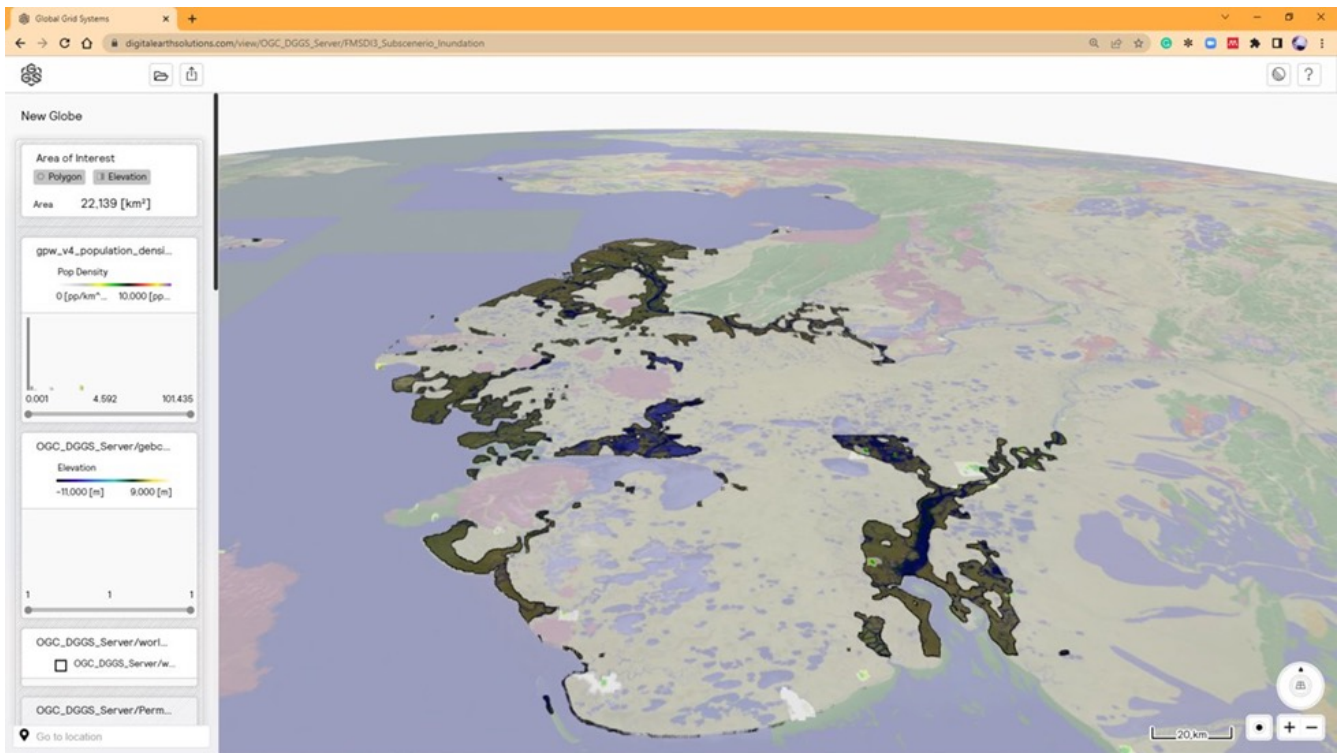 Global Grid Systems
digitalearthsolutions.com/view/OGC_DGGS_Server/FMSDI3_Subscenerio_Inundation
New Globe
Area of Interest
Polygon Elevation
Area 22,139 [km²]
gpw_v4_population_densi...
Pop Density
0 [pp/km^... 10,000 [pp...
0.001 4.592 101.435
OGC_DGGS_Server/gebc...
Elevation
-11,000 [m] 9,000 [m]
1 1 1
OGC_DGGS_Server/worl...
OGC_DGGS_Server/w...
OGC_DGGS_Server/Perm...
Go to location
20 km